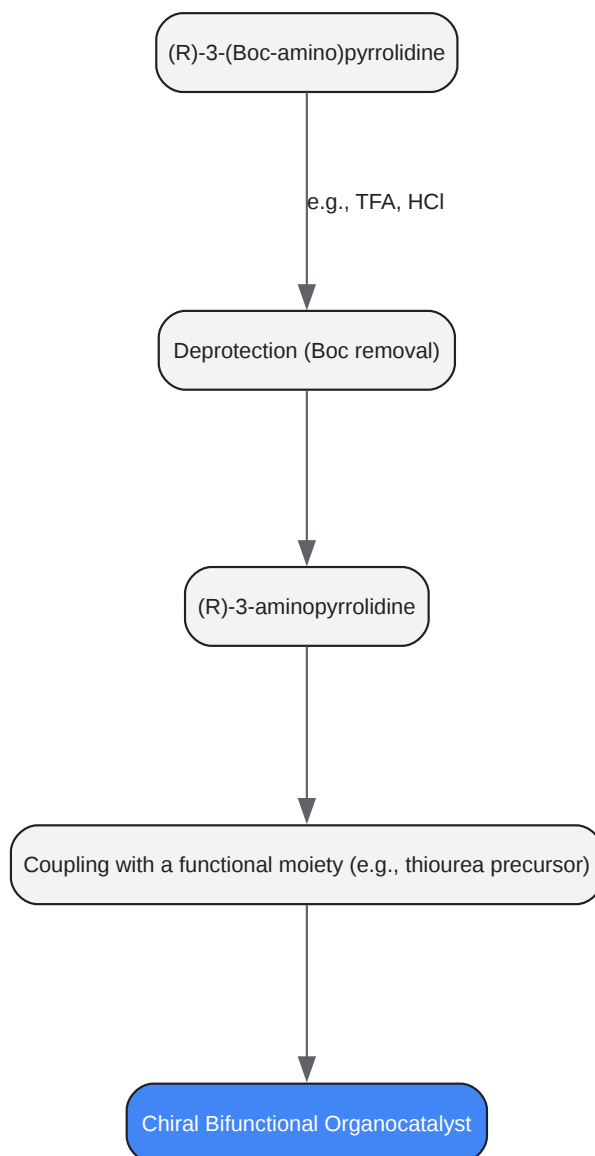 (R)-3-(Boc-amino)pyrrolidine
e.g., TFA, HCl
Deprotection (Boc removal)
(R)-3-aminopyrrolidine
Coupling with a functional moiety (e.g., thiourea precursor)
Chiral Bifunctional Organocatalyst